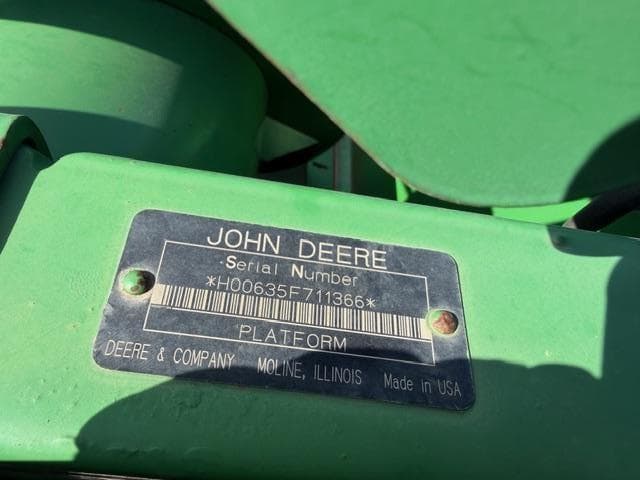 JOHN DEERE
Serial Number
*H00635F711366*
PLATFORM
DEERE & COMPANY MOLINE, ILLINOIS Made in USA